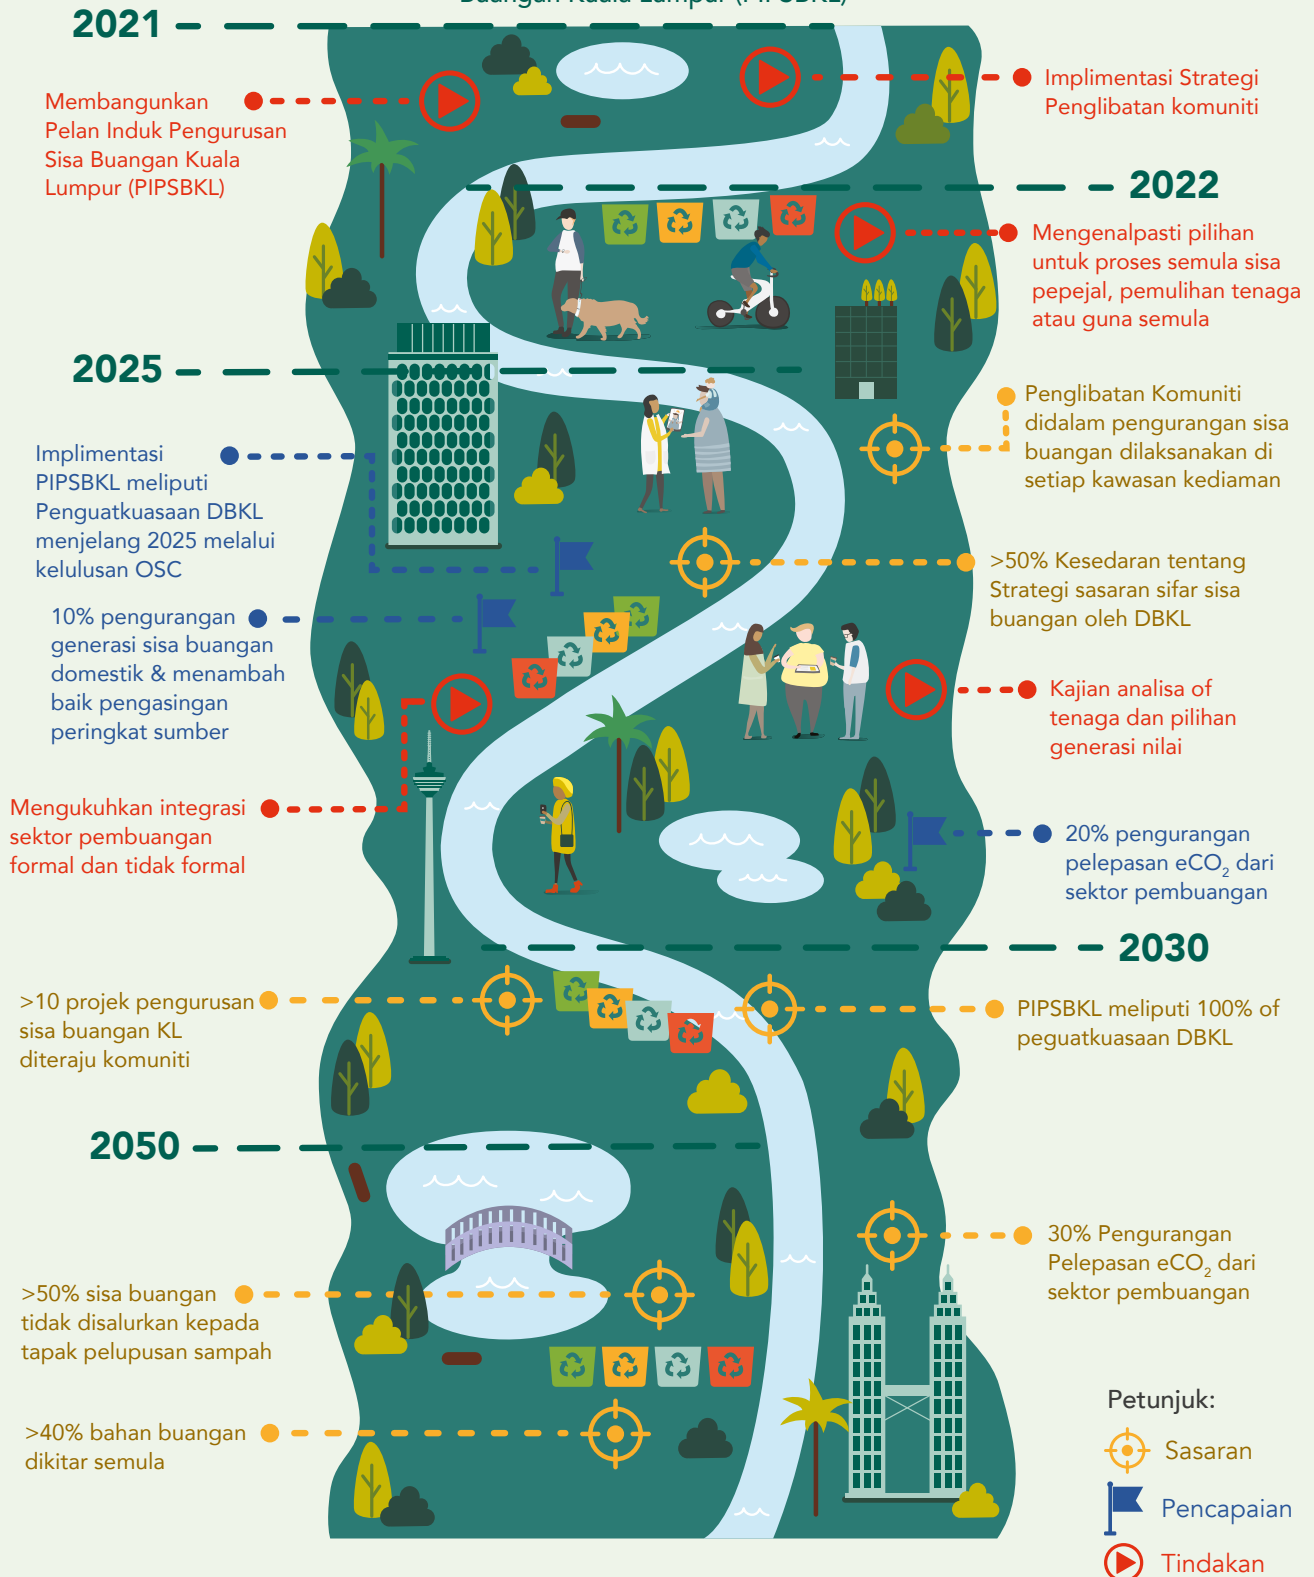 Buangan Kuala Lumpur (PIPSBKL)
2021
Membangunkan
Pelan Induk Pengurusan
Sisa Buangan Kuala
Lumpur (PIPSBKL)
Implimentasi Strategi
Penglibatan komuniti
2022
Mengenalpasti pilihan
untuk proses semula sisa
pepejal, pemulihan tenaga
atau guna semula
2025
Penglibatan Komuniti
didalam pengurangan sisa
buangan dilaksanakan di
setiap kawasan kediaman
Implimentasi
PIPSBKL meliputi
Penguatkuasaan DBKL
menjelang 2025 melalui
kelulusan OSC
>50% Kesedaran tentang
Strategi sasaran sifar sisa
buangan oleh DBKL
10% pengurangan
generasi sisa buangan
domestik & menambah
baik pengasingan
peringkat sumber
Kajian analisa of
tenaga dan pilihan
generasi nilai
Mengukuhkan integrasi
sektor pembuangan
formal dan tidak formal
20% pengurangan
pelepasan eCO₂ dari
sektor pembuangan
2030
>10 projek pengurusan
sisa buangan KL
diteraju komuniti
PIPSBKL meliputi 100% of
peguatkuasaan DBKL
2050
30% Pengurangan
Pelepasan eCO₂ dari
sektor pembuangan
>50% sisa buangan
tidak disalurkan kepada
tapak pelupusan sampah
>40% bahan buangan
dikitar semula
Petunjuk:
Sasaran
Pencapaian
Tindakan